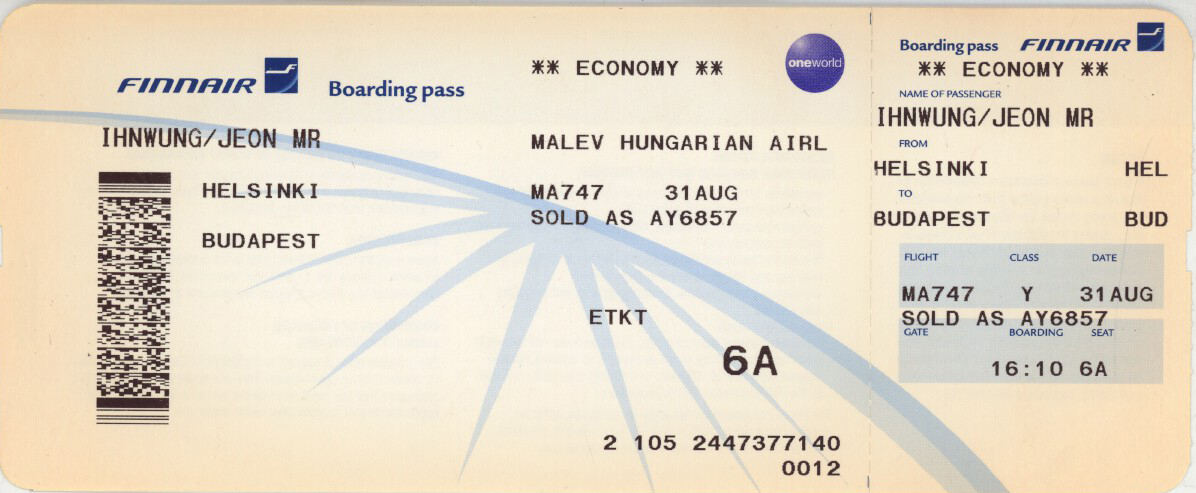 FINNAIR Boarding pass
** ECONOMY **
oneworld
IHNWUNG/JEON MR
MALEV HUNGARIAN AIRL
HELSINKI
MA747 31AUG
SOLD AS AY6857
BUDAPEST
ETKT
6A
2 105 2447377140
0012
Boarding pass FINNAIR
** ECONOMY **
NAME OF PASSENGER
IHNWUNG/JEON MR
FROM
HELSINKI HEL
TO
BUDAPEST BUD
FLIGHT CLASS DATE
MA747 Y 31AUG
SOLD AS AY6857
GATE BOARDING SEAT
16:10 6A